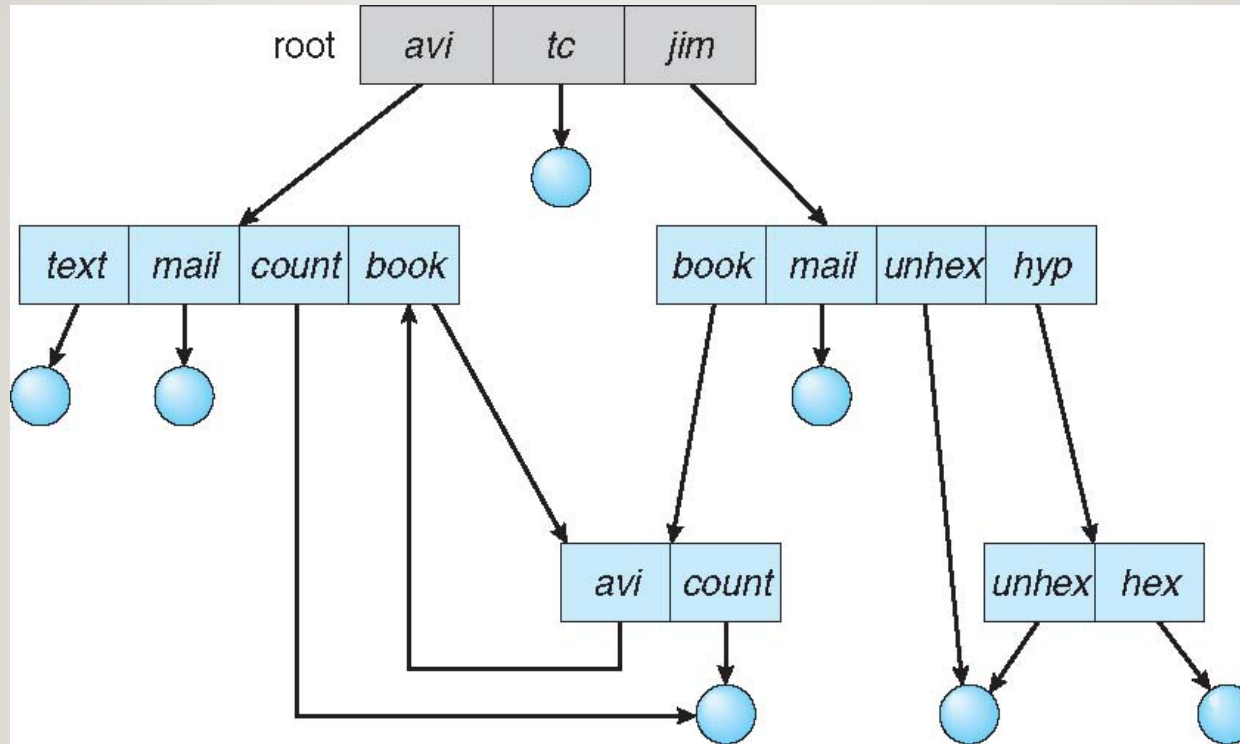 root avi tc jim
text mail count book book mail unhex hyp
avi count unhex hex